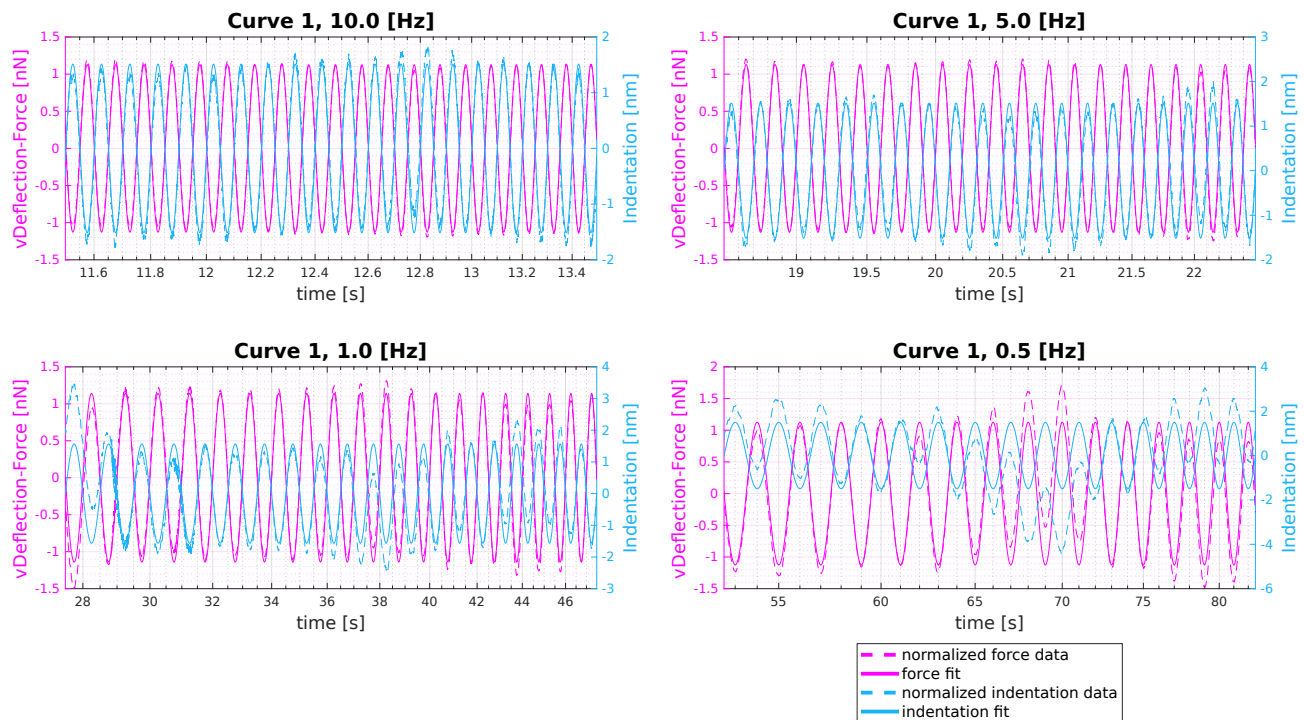 Curve 1, 10.0 [Hz]
vDeflection-Force [nN]
1.5
1
0.5
0
-0.5
-1
-1.5
2
1
0
-1
-2
Indentation [nm]
11.6 11.8 12 12.2 12.4 12.6 12.8 13 13.2 13.4
time [s]
Curve 1, 5.0 [Hz]
vDeflection-Force [nN]
1.5
1
0.5
0
-0.5
-1
-1.5
3
2
1
0
-1
-2
Indentation [nm]
19 19.5 20 20.5 21 21.5 22
time [s]
Curve 1, 1.0 [Hz]
vDeflection-Force [nN]
1.5
1
0.5
0
-0.5
-1
-1.5
4
3
2
1
0
-1
-2
-3
Indentation [nm]
28 30 32 34 36 38 40 42 44 46
time [s]
Curve 1, 0.5 [Hz]
vDeflection-Force [nN]
2
1.5
1
0.5
0
-0.5
-1
-1.5
4
2
0
-2
-4
-6
Indentation [nm]
55 60 65 70 75 80
time [s]
normalized force data
force fit
normalized indentation data
indentation fit